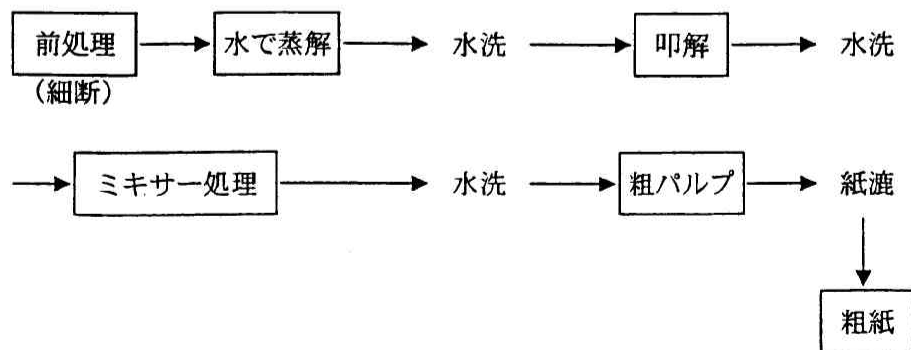 前処理 水で蒸解 水洗 叩解 水洗
(細断)
ミキサー処理 水洗 粗パルプ 紙漉
粗紙